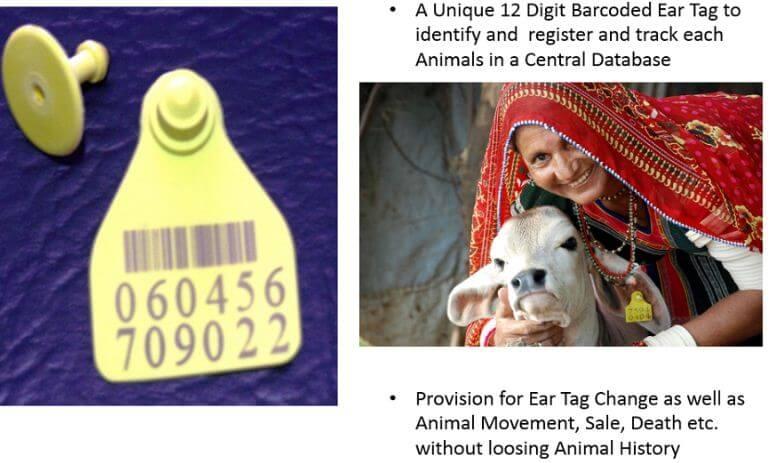 • A Unique 12 Digit Barcoded Ear Tag to
identify and register and track each
Animals in a Central Database
060456
709022
• Provision for Ear Tag Change as well as
Animal Movement, Sale, Death etc.
without loosing Animal History